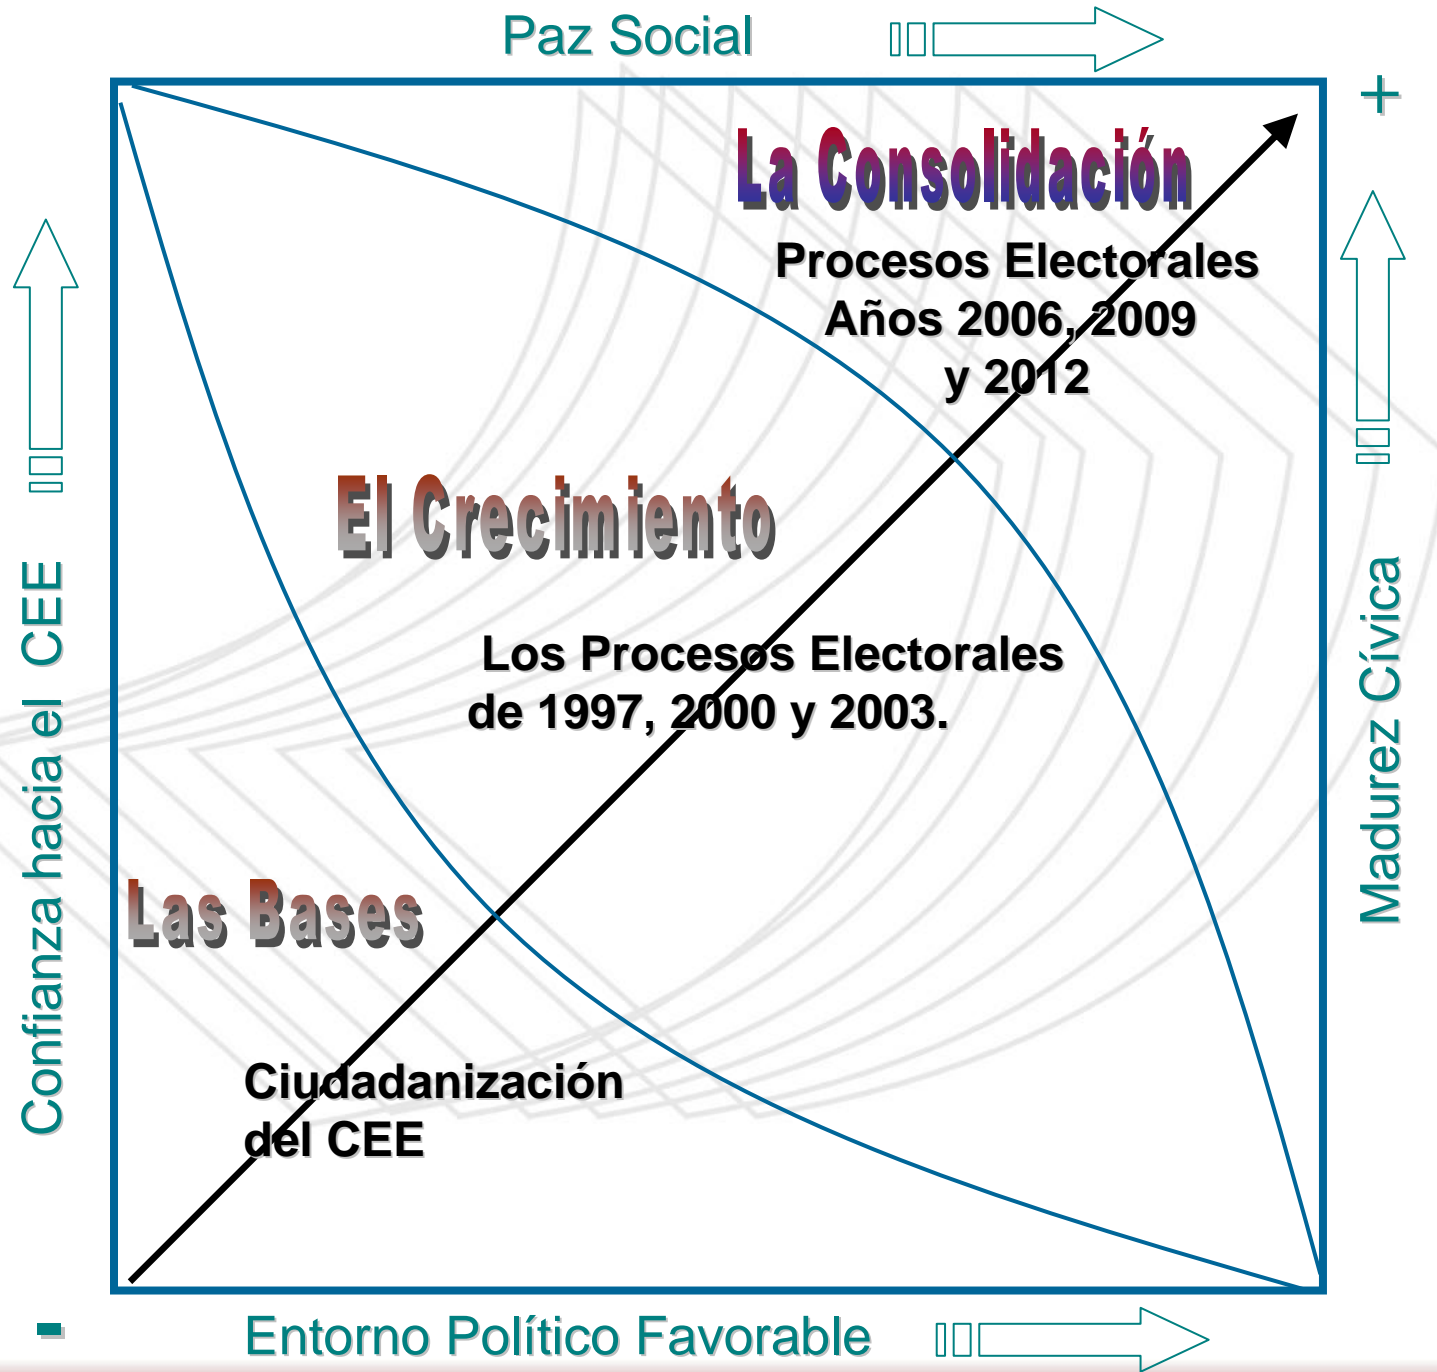 Paz Social
+
La Consolidación
Procesos Electorales
Años 2006, 2009
y 2012
El Crecimiento
Los Procesos Electorales
de 1997, 2000 y 2003.
Las Bases
Ciudadanización
del CEE
Confianza hacia el CEE
Madurez Cívica
-
Entorno Político Favorable